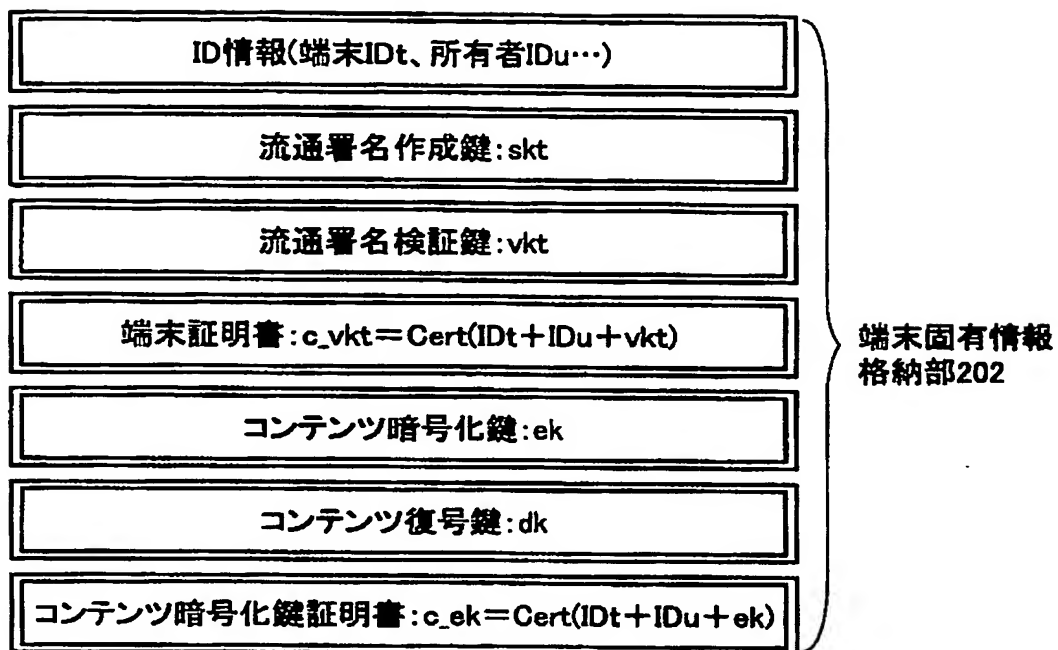 ID情報(端末IDt、所有者IDu…)
流通署名作成鍵:skt
流通署名検証鍵:vkt
端末証明書:c_vkt=Cert(IDt+IDu+vkt)
端末固有情報
格納部202
コンテンツ暗号化鍵:ek
コンテンツ復号鍵:dk
コンテンツ暗号化鍵証明書:c_ek=Cert(IDt+IDu+ek)